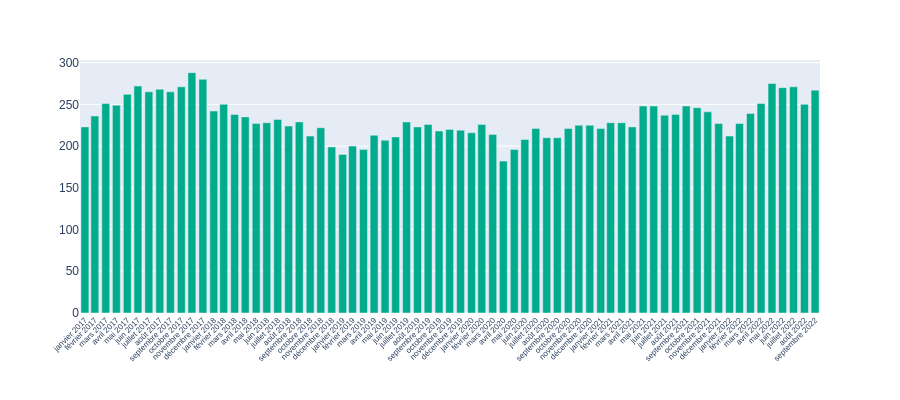 300
250
200
150
100
50
0
janvier 2017
février 2017
mars 2017
avril 2017
mai 2017
juin 2017
juillet 2017
août 2017
septembre 2017
octobre 2017
novembre 2017
décembre 2017
janvier 2018
février 2018
mars 2018
avril 2018
mai 2018
juin 2018
juillet 2018
août 2018
septembre 2018
octobre 2018
novembre 2018
décembre 2018
janvier 2019
février 2019
mars 2019
avril 2019
mai 2019
juin 2019
juillet 2019
août 2019
septembre 2019
octobre 2019
novembre 2019
décembre 2019
janvier 2020
février 2020
mars 2020
avril 2020
mai 2020
juin 2020
juillet 2020
août 2020
septembre 2020
octobre 2020
novembre 2020
décembre 2020
janvier 2021
février 2021
mars 2021
avril 2021
mai 2021
juin 2021
juillet 2021
août 2021
septembre 2021
octobre 2021
novembre 2021
décembre 2021
janvier 2022
février 2022
mars 2022
avril 2022
mai 2022
juin 2022
juillet 2022
août 2022
septembre 2022